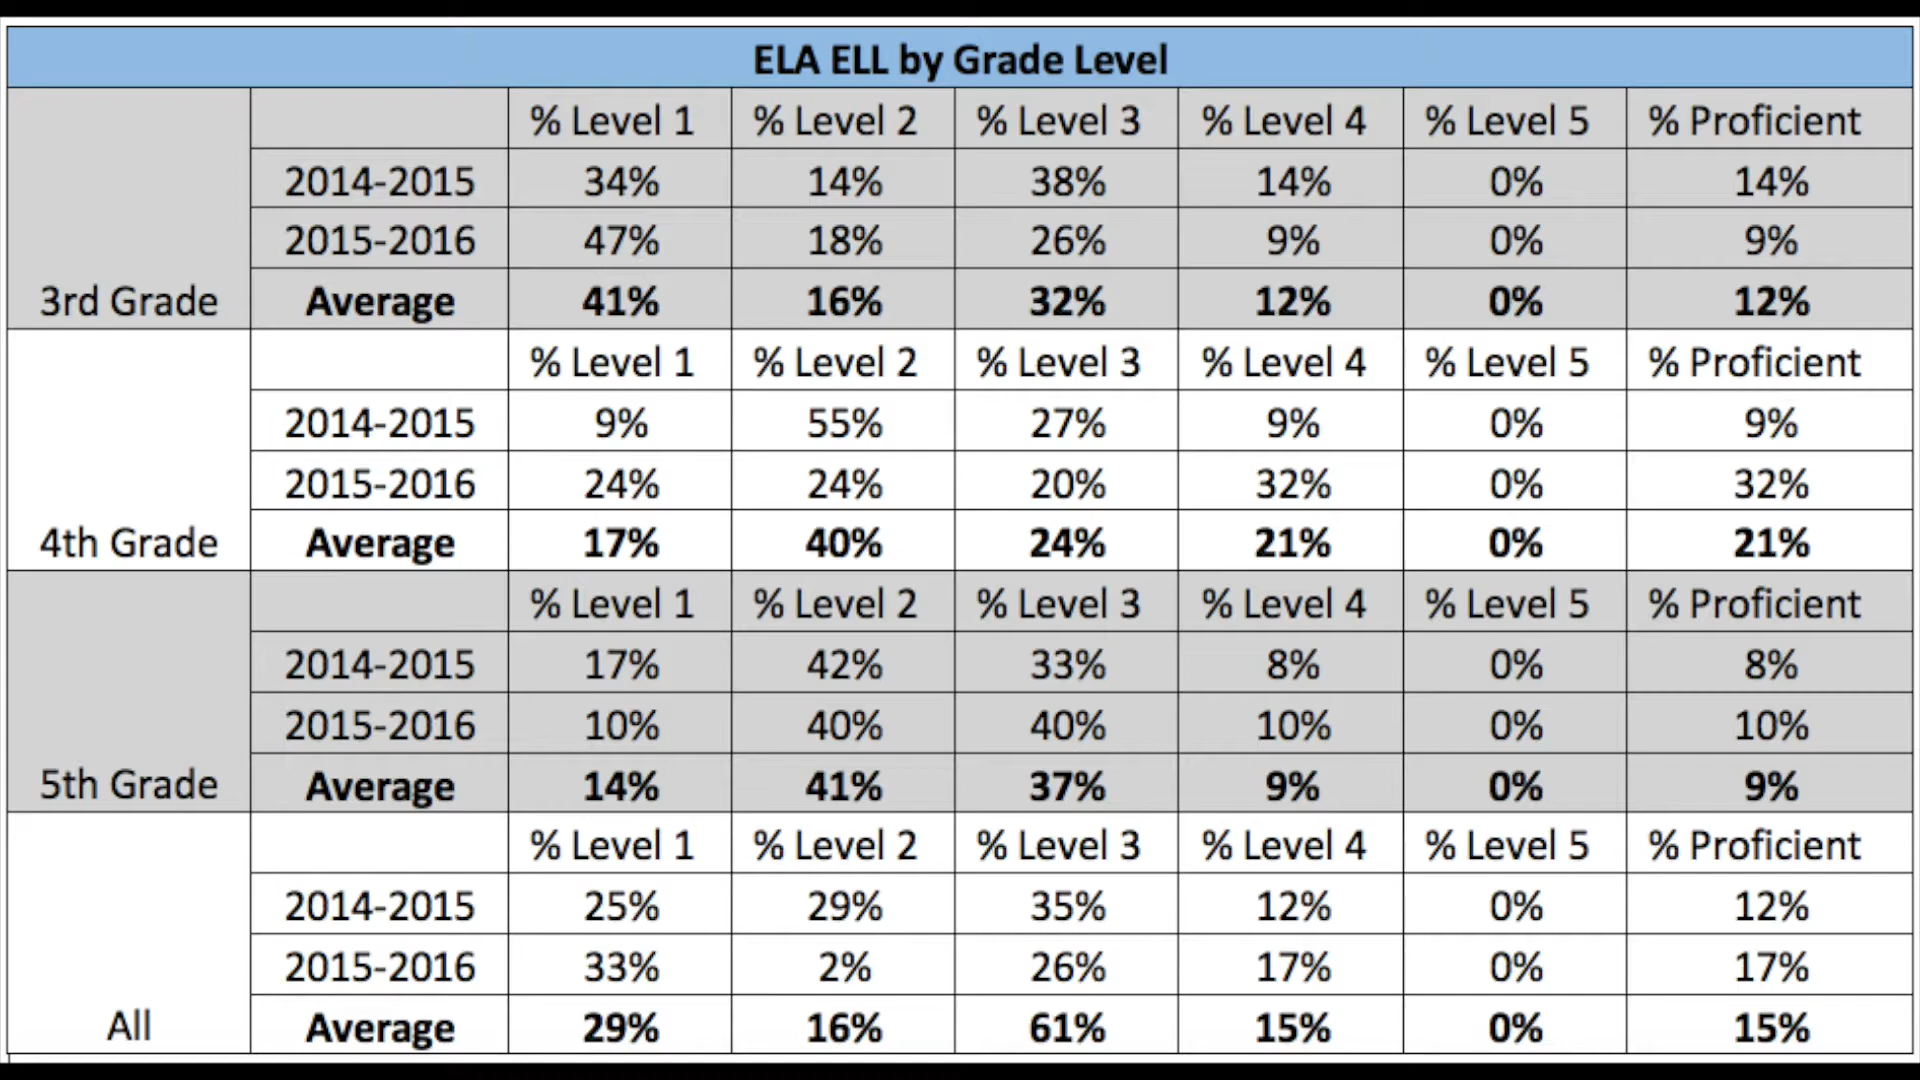 ELA ELL by Grade Level
% Level 1 % Level 2 % Level 3 % Level 4 % Level 5 % Proficient
2014-2015 34% 14% 38% 14% 0% 14%
2015-2016 47% 18% 26% 9% 0% 9%
3rd Grade Average 41% 16% 32% 12% 0% 12%
% Level 1 % Level 2 % Level 3 % Level 4 % Level 5 % Proficient
2014-2015 9% 55% 27% 9% 0% 9%
2015-2016 24% 24% 20% 32% 0% 32%
4th Grade Average 17% 40% 24% 21% 0% 21%
% Level 1 % Level 2 % Level 3 % Level 4 % Level 5 % Proficient
2014-2015 17% 42% 33% 8% 0% 8%
2015-2016 10% 40% 40% 10% 0% 10%
5th Grade Average 14% 41% 37% 9% 0% 9%
% Level 1 % Level 2 % Level 3 % Level 4 % Level 5 % Proficient
2014-2015 25% 29% 35% 12% 0% 12%
2015-2016 33% 2% 26% 17% 0% 17%
All Average 29% 16% 61% 15% 0% 15%